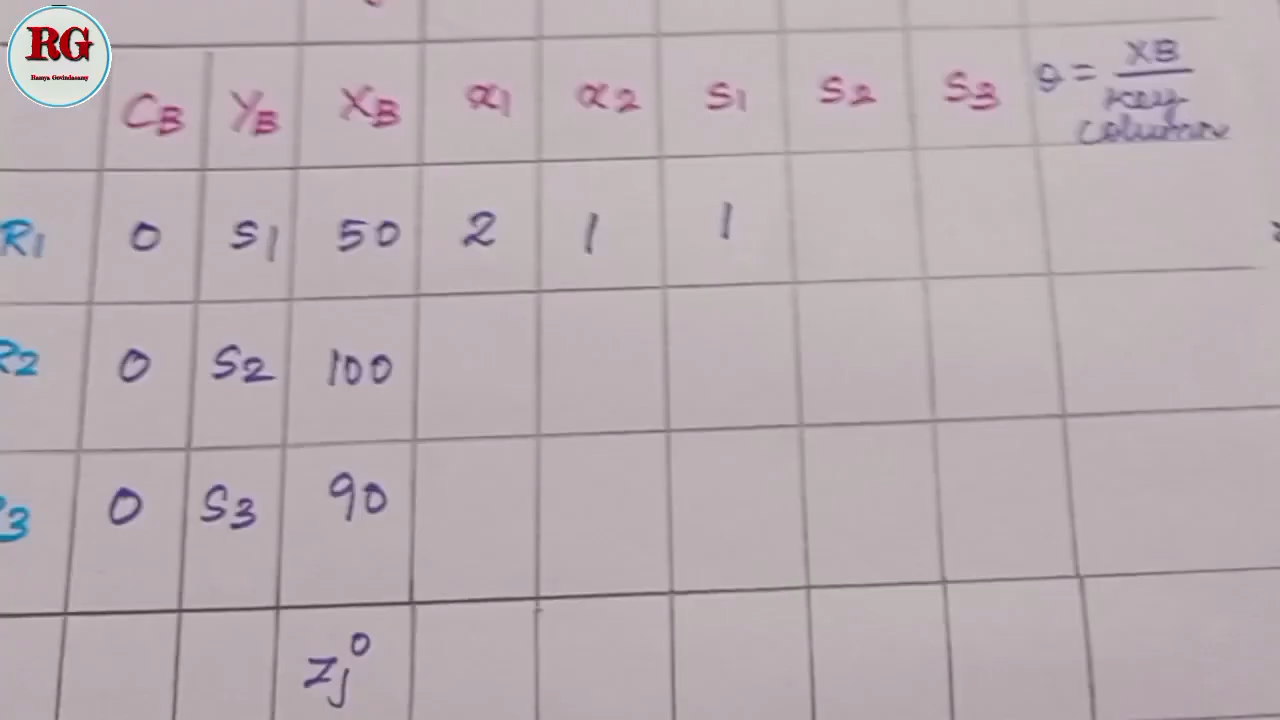 RG
Ramya Govindasamy
CB YB XB x1 x2 s1 s2 s3 θ = XB / key column
R1 0 s1 50 2 1 1
R2 0 s2 100
R3 0 s3 90
Zj 0